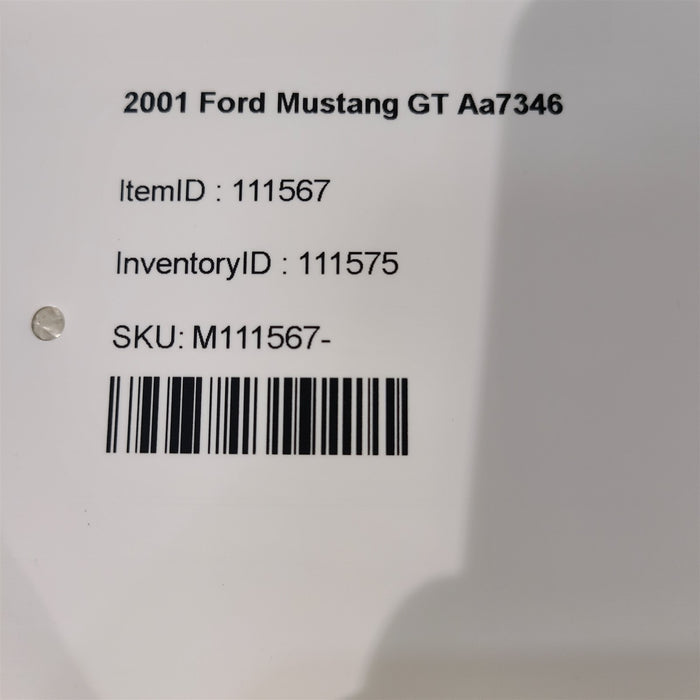 2001 Ford Mustang GT Aa7346
ItemID : 111567
InventoryID : 111575
SKU: M111567-